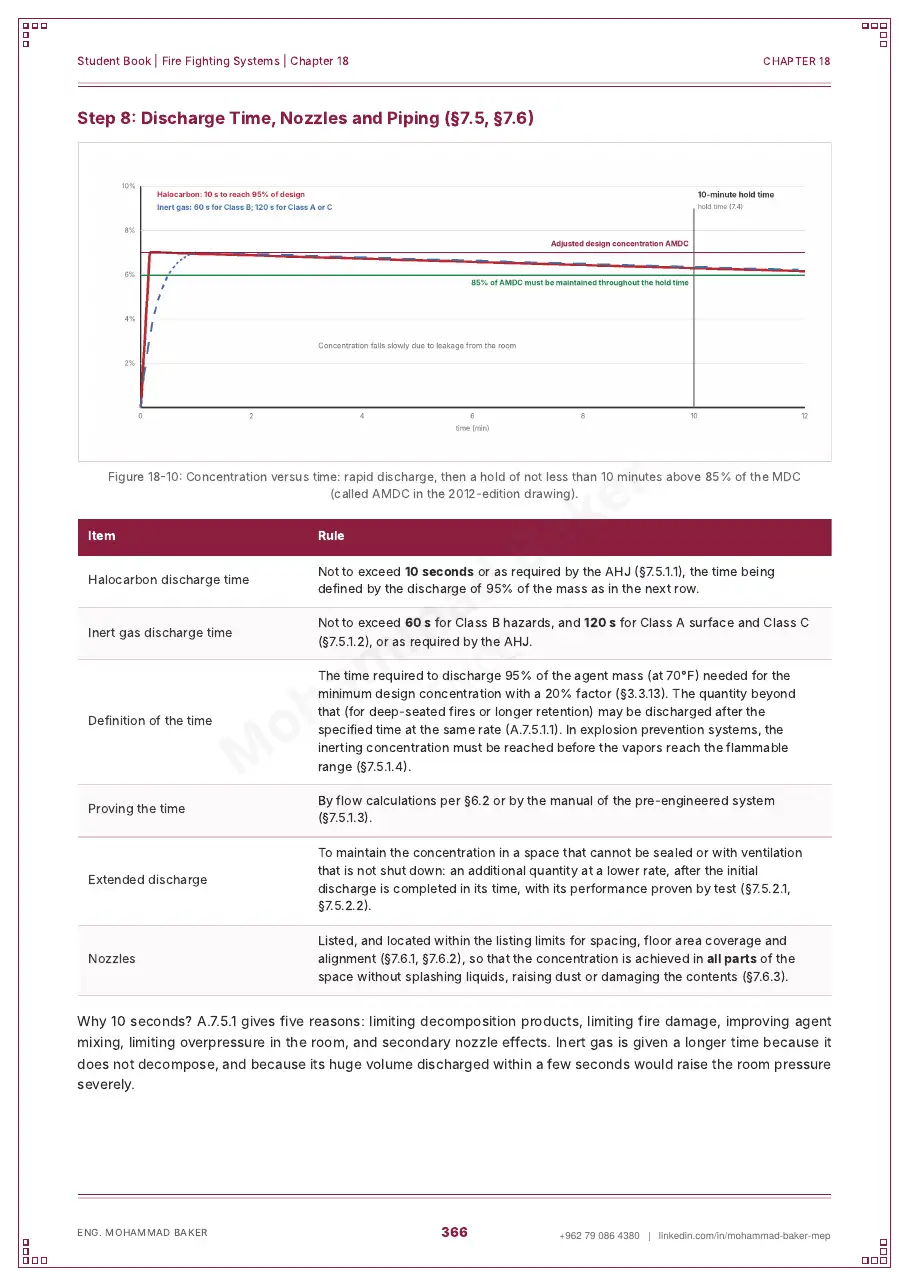 Student Book | Fire Fighting Systems | Chapter 18
CHAPTER 18
Step 8: Discharge Time, Nozzles and Piping (§7.5, §7.6)
10%
8%
6%
4%
2%
Halocarbon: 10 s to reach 95% of design
Inert gas: 60 s for Class B; 120 s for Class A or C
10-minute hold time
hold time (7.4)
Adjusted design concentration AMDC
85% of AMDC must be maintained throughout the hold time
Concentration falls slowly due to leakage from the room
0 2 4 6 8 10 12
time (min)
Figure 18-10: Concentration versus time: rapid discharge, then a hold of not less than 10 minutes above 85% of the MDC
(called AMDC in the 2012-edition drawing).
Item
Rule
Halocarbon discharge time
Not to exceed 10 seconds or as required by the AHJ (§7.5.1.1), the time being
defined by the discharge of 95% of the mass as in the next row.
Inert gas discharge time
Not to exceed 60 s for Class B hazards, and 120 s for Class A surface and Class C
(§7.5.1.2), or as required by the AHJ.
Definition of the time
The time required to discharge 95% of the agent mass (at 70°F) needed for the
minimum design concentration with a 20% factor (§3.3.13). The quantity beyond
that (for deep-seated fires or longer retention) may be discharged after the
specified time at the same rate (A.7.5.1.1). In explosion prevention systems, the
inerting concentration must be reached before the vapors reach the flammable
range (§7.5.1.4).
Proving the time
By flow calculations per §6.2 or by the manual of the pre-engineered system
(§7.5.1.3).
Extended discharge
To maintain the concentration in a space that cannot be sealed or with ventilation
that is not shut down: an additional quantity at a lower rate, after the initial
discharge is completed in its time, with its performance proven by test (§7.5.2.1,
§7.5.2.2).
Nozzles
Listed, and located within the listing limits for spacing, floor area coverage and
alignment (§7.6.1, §7.6.2), so that the concentration is achieved in all parts of the
space without splashing liquids, raising dust or damaging the contents (§7.6.3).
Why 10 seconds? A.7.5.1 gives five reasons: limiting decomposition products, limiting fire damage, improving agent
mixing, limiting overpressure in the room, and secondary nozzle effects. Inert gas is given a longer time because it
does not decompose, and because its huge volume discharged within a few seconds would raise the room pressure
severely.
ENG. MOHAMMAD BAKER
366
+962 79 086 4380 | linkedin.com/in/mohammad-baker-mep